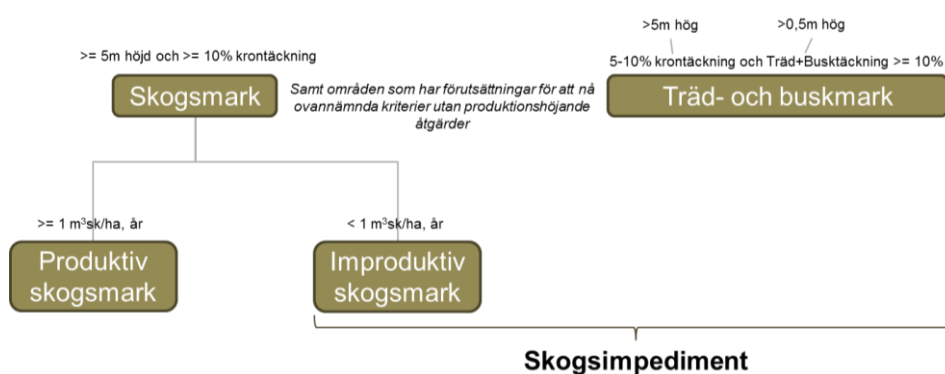 >= 5m höjd och >= 10% krontäckning
Skogsmark
Samt områden som har förutsättningar för att nå
ovannämnda kriterier utan produktionshöjande
åtgärder
>5m hög
>0,5m hög
5-10% krontäckning och Träd+Busktäckning >= 10%
Träd- och buskmark
>= 1 m³sk/ha, år
Produktiv
skogsmark
< 1 m³sk/ha, år
Improduktiv
skogsmark
Skogsimpediment